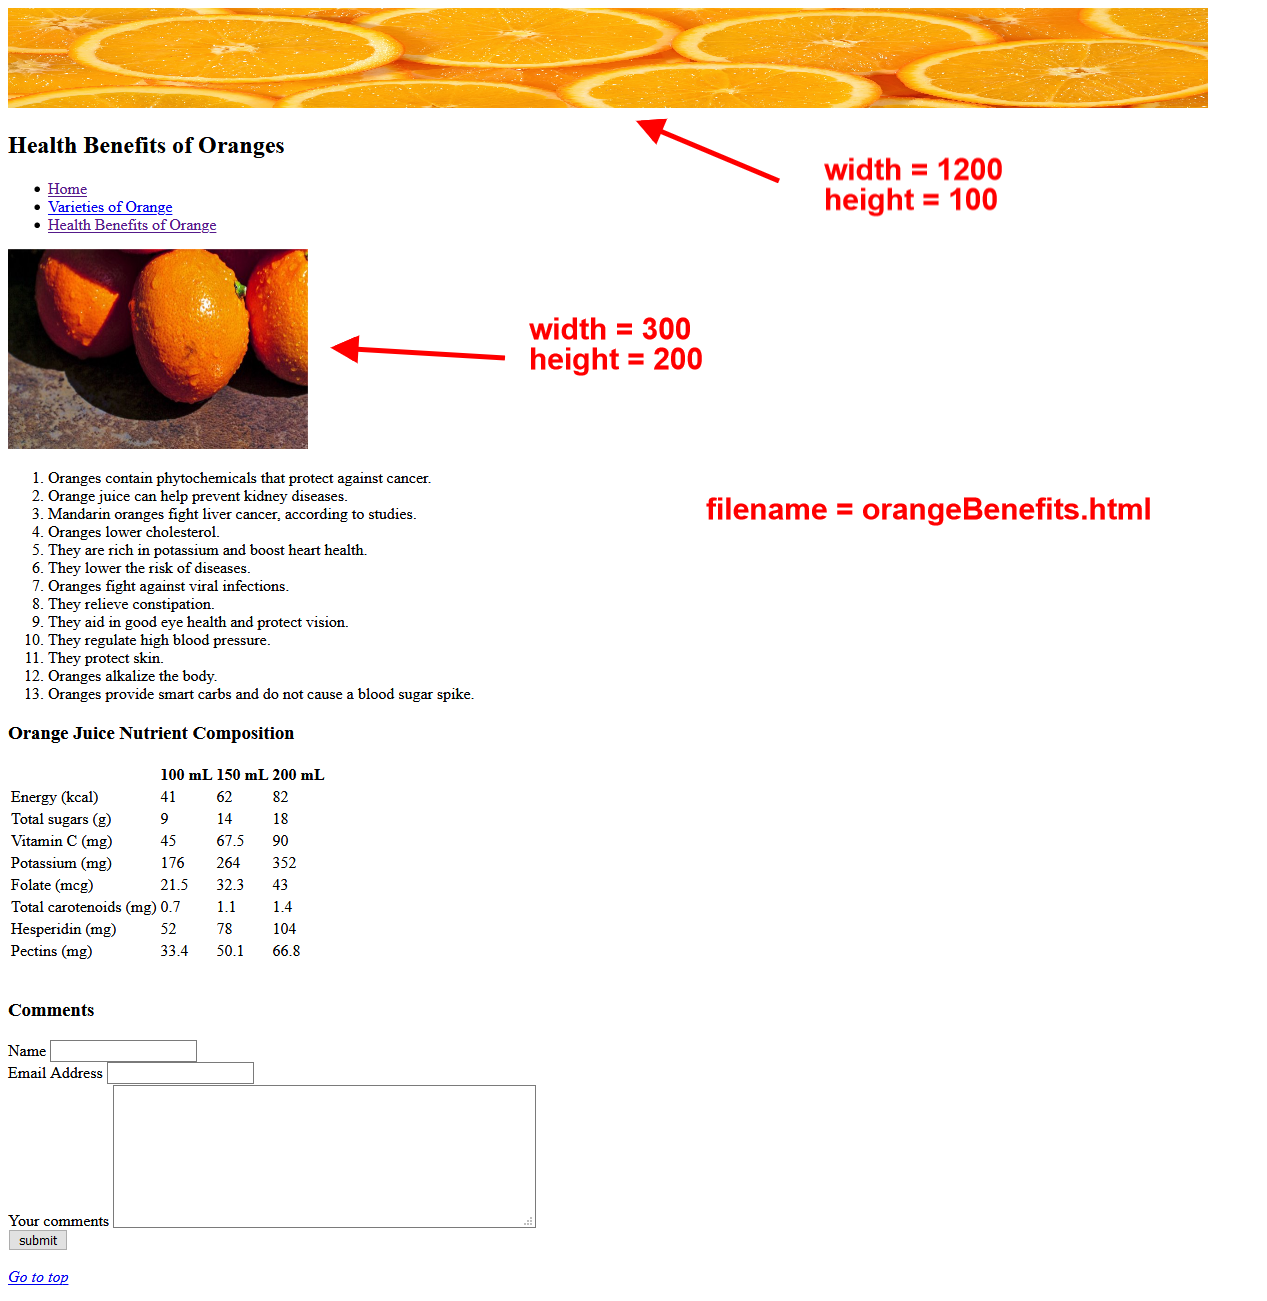 Health Benefits of Oranges
width = 1200
height = 100
Home
Varieties of Orange
Health Benefits of Orange
width = 300
height = 200
1. Oranges contain phytochemicals that protect against cancer.
2. Orange juice can help prevent kidney diseases.
3. Mandarin oranges fight liver cancer, according to studies.
4. Oranges lower cholesterol.
5. They are rich in potassium and boost heart health.
6. They lower the risk of diseases.
7. Oranges fight against viral infections.
8. They relieve constipation.
9. They aid in good eye health and protect vision.
10. They regulate high blood pressure.
11. They protect skin.
12. Oranges alkalize the body.
13. Oranges provide smart carbs and do not cause a blood sugar spike.
filename = orangeBenefits.html
Orange Juice Nutrient Composition
100 mL 150 mL 200 mL
Energy (kcal) 41 62 82
Total sugars (g) 9 14 18
Vitamin C (mg) 45 67.5 90
Potassium (mg) 176 264 352
Folate (mcg) 21.5 32.3 43
Total carotenoids (mg) 0.7 1.1 1.4
Hesperidin (mg) 52 78 104
Pectins (mg) 33.4 50.1 66.8
Comments
Name
Email Address
Your comments
submit
Go to top